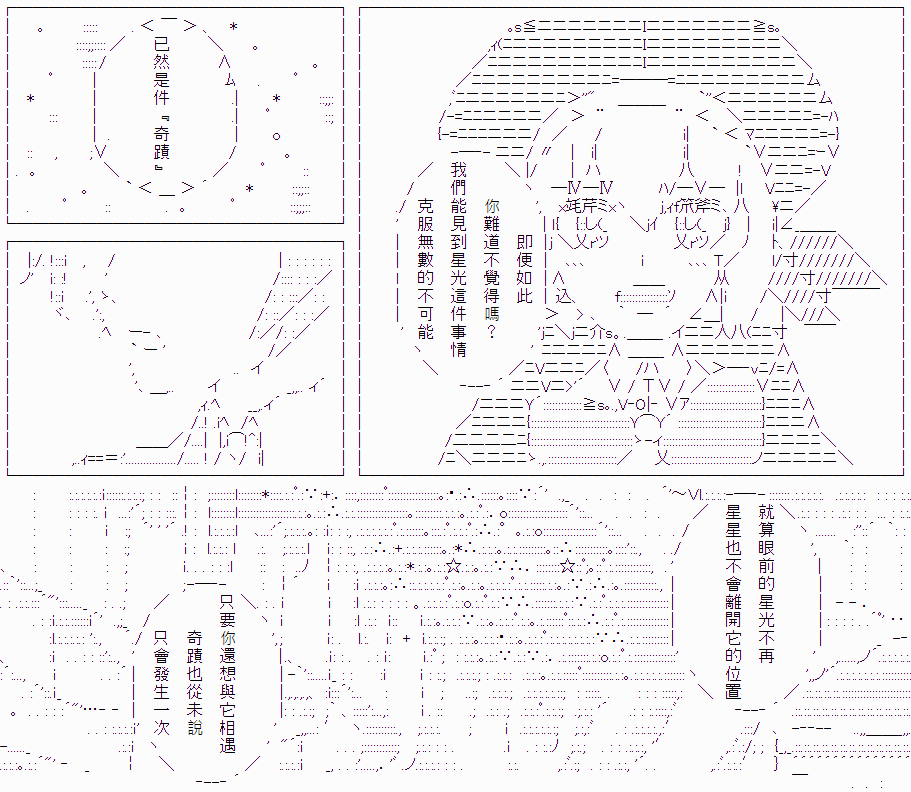 即便如此
你難道不覺得嗎？
我們能見到星光這件事情
克服無數的不可能
已然是件『奇蹟』
就算眼前的星光不再
星星也不會離開它的位置
只要你還想與它相遇
奇蹟也從未說
只會發生一次